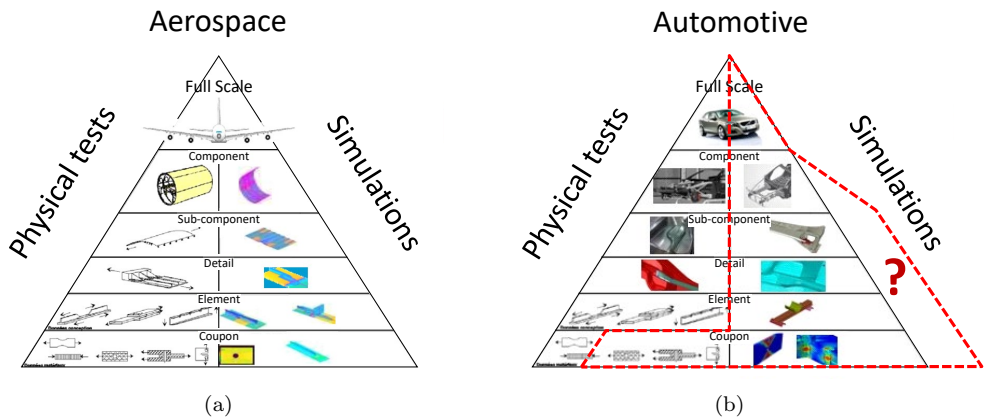 Aerospace
Physical tests
Simulations
Full Scale
Component
Sub-component
Detail
Element
Coupon
(a)
Automotive
Physical tests
Simulations
Full Scale
Component
Sub-component
Detail
Element
Coupon
?
(b)